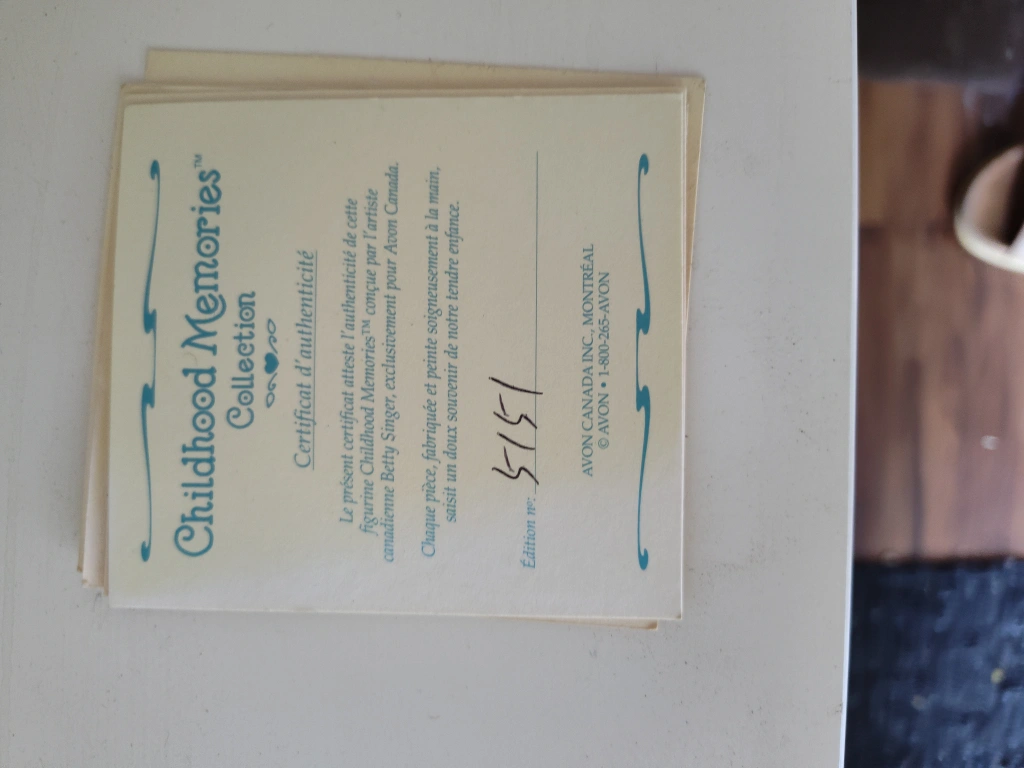 Childhood Memories™
Collection
Certificat d'authenticité
Le présent certificat atteste l'authenticité de cette
figurine Childhood Memories™ conçue par l'artiste
canadienne Betty Singer, exclusivement pour Avon Canada.
Chaque pièce, fabriquée et peinte soigneusement à la main,
saisit un doux souvenir de notre tendre enfance.
Édition nº: 5151
AVON CANADA INC., MONTRÉAL
© AVON • 1-800-265-AVON